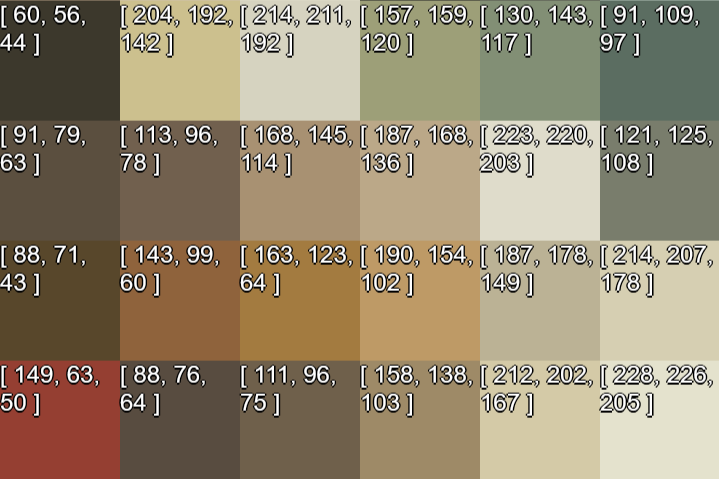 [ 60, 56, 44 ]
[ 204, 192, 142 ]
[ 214, 211, 192 ]
[ 157, 159, 120 ]
[ 130, 143, 117 ]
[ 91, 109, 97 ]
[ 91, 79, 63 ]
[ 113, 96, 78 ]
[ 168, 145, 114 ]
[ 187, 168, 136 ]
[ 223, 220, 203 ]
[ 121, 125, 108 ]
[ 88, 71, 43 ]
[ 143, 99, 60 ]
[ 163, 123, 64 ]
[ 190, 154, 102 ]
[ 187, 178, 149 ]
[ 214, 207, 178 ]
[ 149, 63, 50 ]
[ 88, 76, 64 ]
[ 111, 96, 75 ]
[ 158, 138, 103 ]
[ 212, 202, 167 ]
[ 228, 226, 205 ]